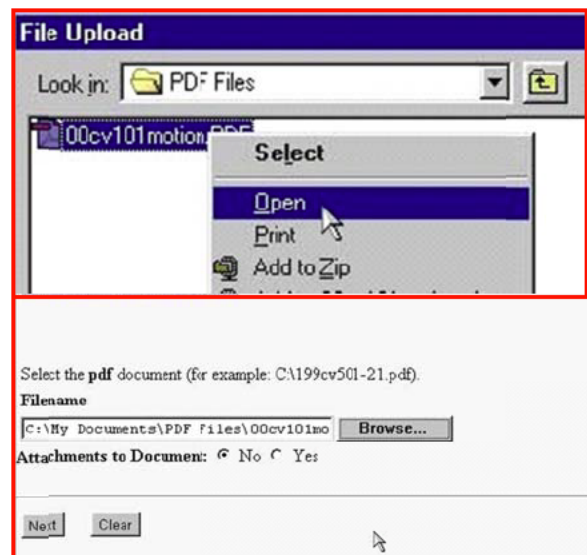 File Upload
Look in: PDF Files
00cv101motion.PDF
Select
Open
Print
Add to Zip
Select the pdf document (for example: C:\199cv501-21.pdf).
Filename
C:\My Documents\PDF Files\00cv101mo Browse...
Attachments to Document: No Yes
Next Clear